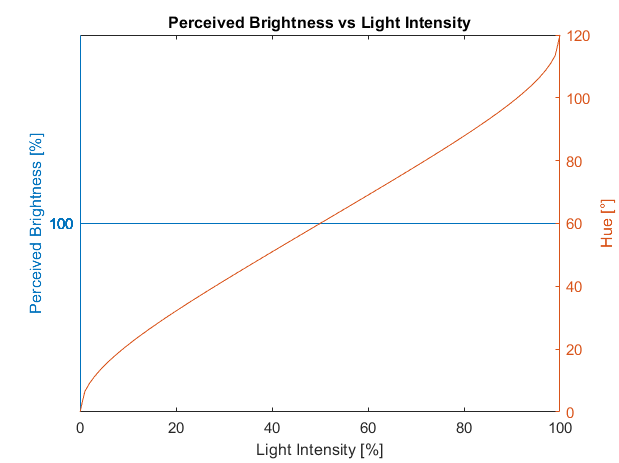 Perceived Brightness vs Light Intensity
Perceived Brightness [%]
100
120
100
80
60
40
20
0
Hue [°]
0 20 40 60 80 100
Light Intensity [%]